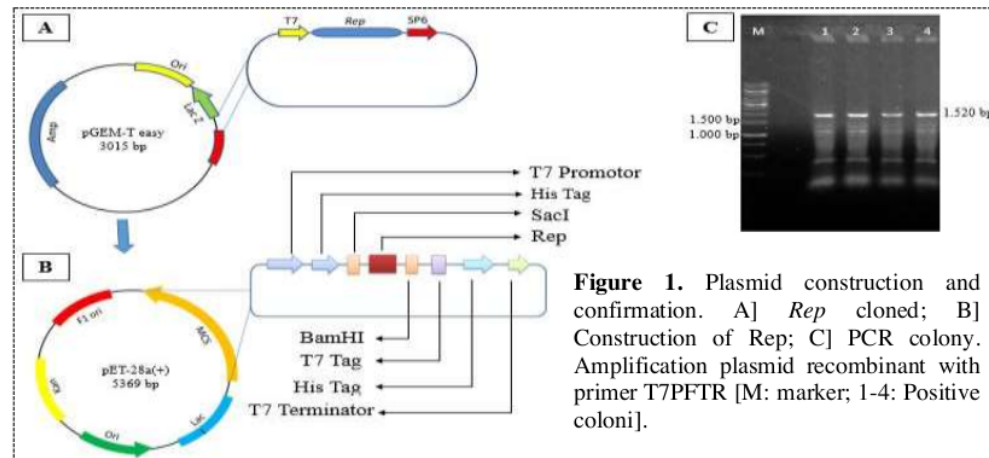 A
T7
Rep
SP6
Ori
Lac Z
Amp
pGEM-T easy
3015 bp
C
M
1
2
3
4
1.500 bp
1.520 bp
1.000 bp
T7 Promotor
His Tag
SacI
Rep
B
BamHI
T7 Tag
His Tag
T7 Terminator
F1 ori
MCS
Kan
pET-28a(+)
5369 bp
Ori
Lac I
Figure 1. Plasmid construction and
confirmation. A] Rep cloned; B]
Construction of Rep; C] PCR colony.
Amplification plasmid recombinant with
primer T7PFTR [M: marker; 1-4: Positive
coloni].